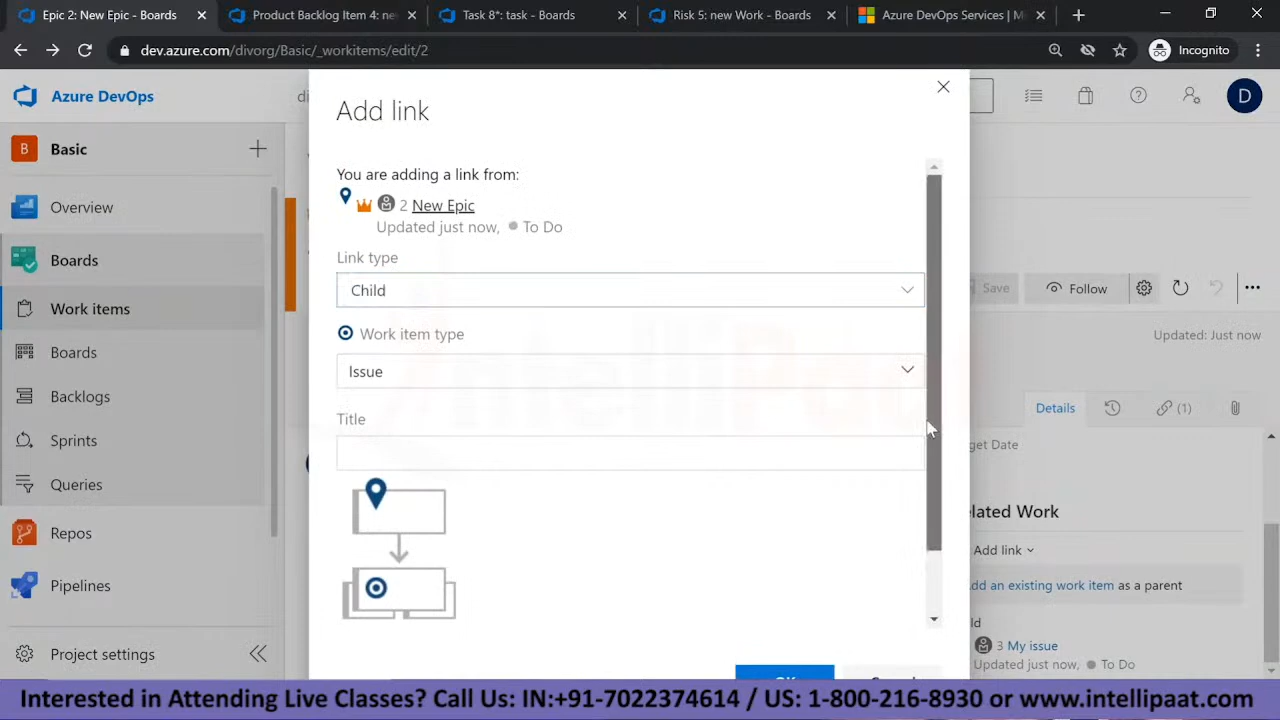 Epic 2: New Epic - Boards
Product Backlog Item 4: ne
Task 8*: task - Boards
Risk 5: new Work - Boards
Azure DevOps Services | M
dev.azure.com/divorg/Basic/_workitems/edit/2
Incognito
Azure DevOps
di
D
B
Basic
Overview
Boards
Work items
Boards
Backlogs
Sprints
Queries
Repos
Pipelines
Project settings
Add link
You are adding a link from:
2 New Epic
Updated just now, To Do
Link type
Child
Work item type
Issue
Title
Save
Follow
Updated: Just now
Details
(1)
get Date
lated Work
Add link
dd an existing work item as a parent
ld
3 My issue
Updated just now, To Do
IntelliPaat
Interested in Attending Live Classes? Call Us: IN:+91-7022374614 / US: 1-800-216-8930 or www.intellipaat.com